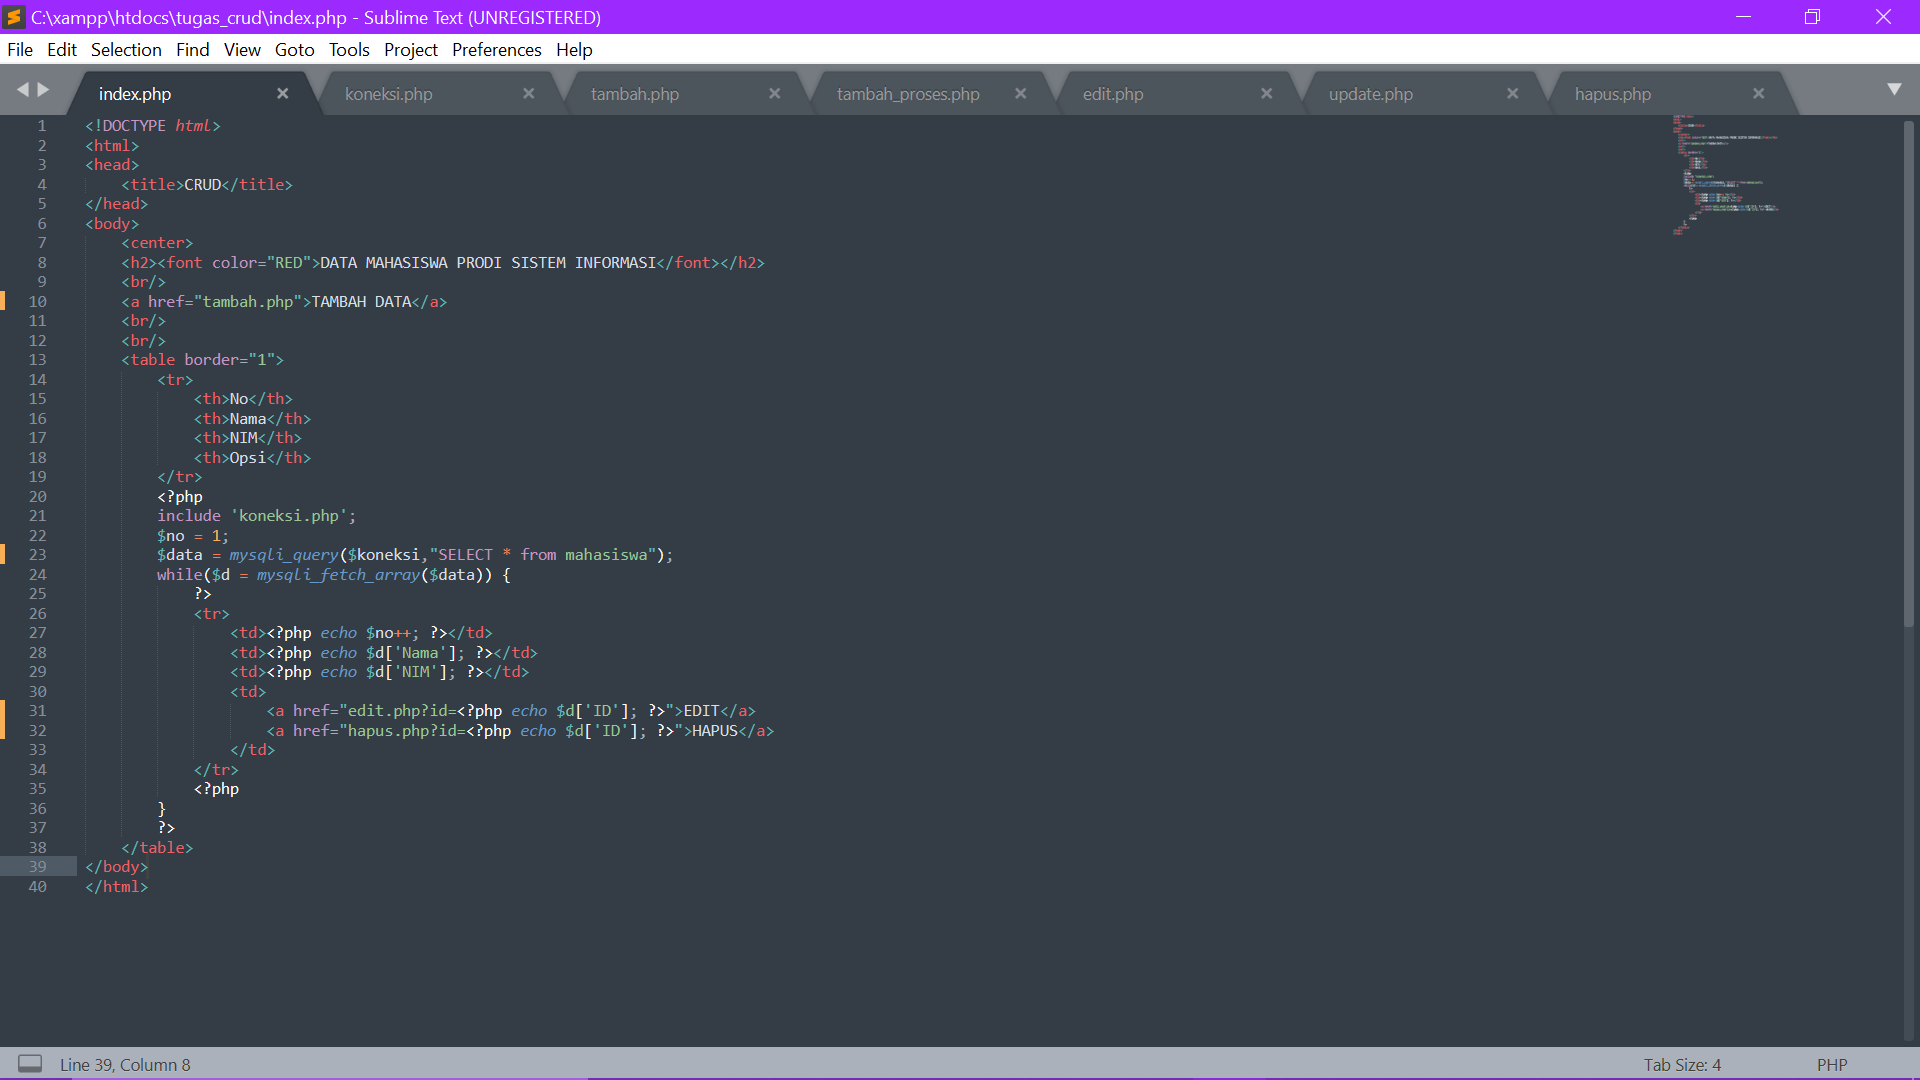 C:\xampp\htdocs\tugas_crud\index.php - Sublime Text (UNREGISTERED)
File Edit Selection Find View Goto Tools Project Preferences Help
index.php koneksi.php tambah.php tambah_proses.php edit.php update.php hapus.php
1 <!DOCTYPE html>
2 <html>
3 <head>
4 <title>CRUD</title>
5 </head>
6 <body>
7 <center>
8 <h2><font color="RED">DATA MAHASISWA PRODI SISTEM INFORMASI</font></h2>
9 <br/>
10 <a href="tambah.php">TAMBAH DATA</a>
11 <br/>
12 <br/>
13 <table border="1">
14 <tr>
15 <th>No</th>
16 <th>Nama</th>
17 <th>NIM</th>
18 <th>Opsi</th>
19 </tr>
20 <?php
21 include 'koneksi.php';
22 $no = 1;
23 $data = mysqli_query($koneksi,"SELECT * from mahasiswa");
24 while($d = mysqli_fetch_array($data)) {
25 ?>
26 <tr>
27 <td><?php echo $no++; ?></td>
28 <td><?php echo $d['Nama']; ?></td>
29 <td><?php echo $d['NIM']; ?></td>
30 <td>
31 <a href="edit.php?id=<?php echo $d['ID']; ?>">EDIT</a>
32 <a href="hapus.php?id=<?php echo $d['ID']; ?>">HAPUS</a>
33 </td>
34 </tr>
35 <?php
36 }
37 ?>
38 </table>
39 </body>
40 </html>
Line 39, Column 8 Tab Size: 4 PHP